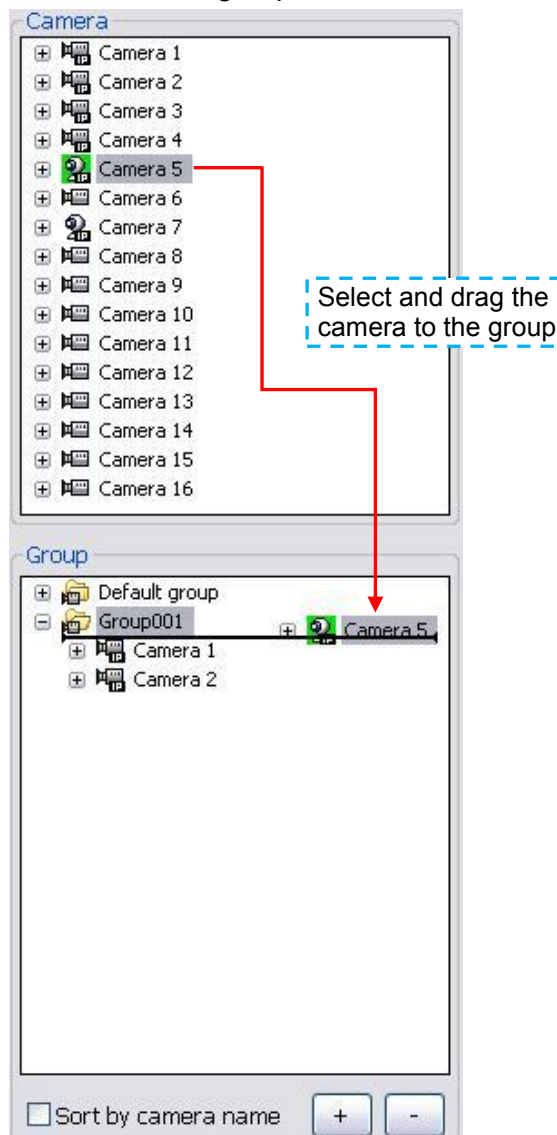 Camera
Camera 1
Camera 2
Camera 3
Camera 4
Camera 5
Camera 6
Camera 7
Camera 8
Camera 9
Camera 10
Camera 11
Camera 12
Camera 13
Camera 14
Camera 15
Camera 16
Select and drag the
camera to the group
Group
Default group
Group001
Camera 5
Camera 1
Camera 2
Sort by camera name + -